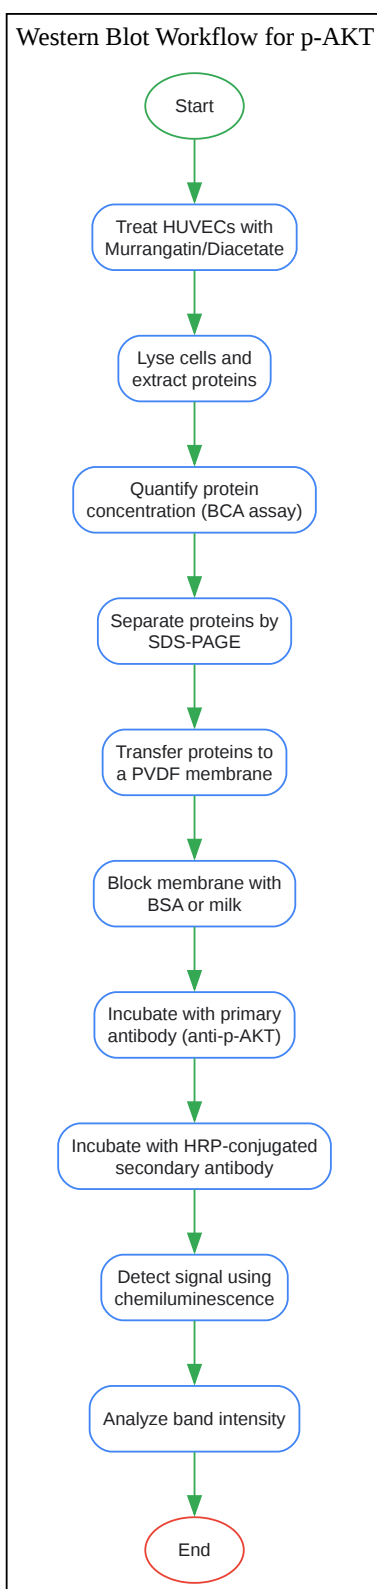 Western Blot Workflow for p-AKT
Start
Treat HUVECs with
Murrangatin/Diacetate
Lyse cells and
extract proteins
Quantify protein
concentration (BCA assay)
Separate proteins by
SDS-PAGE
Transfer proteins to
a PVDF membrane
Block membrane with
BSA or milk
Incubate with primary
antibody (anti-p-AKT)
Incubate with HRP-conjugated
secondary antibody
Detect signal using
chemiluminescence
Analyze band intensity
End